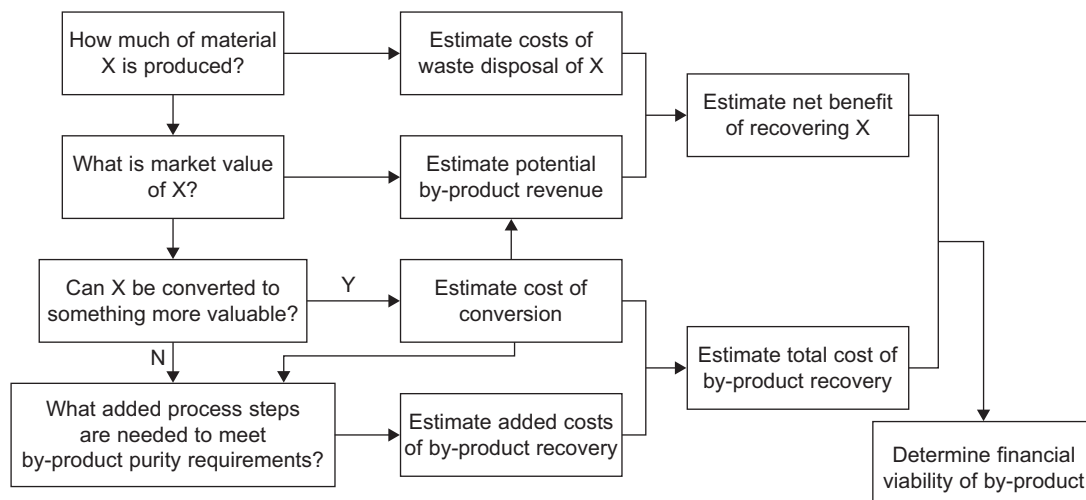 How much of material
X is produced?
Estimate costs of
waste disposal of X
Estimate net benefit
of recovering X
What is market value
of X?
Estimate potential
by-product revenue
Can X be converted to
something more valuable?
Y
Estimate cost of
conversion
N
Estimate total cost of
by-product recovery
What added process steps
are needed to meet
by-product purity requirements?
Estimate added costs
of by-product recovery
Determine financial
viability of by-product